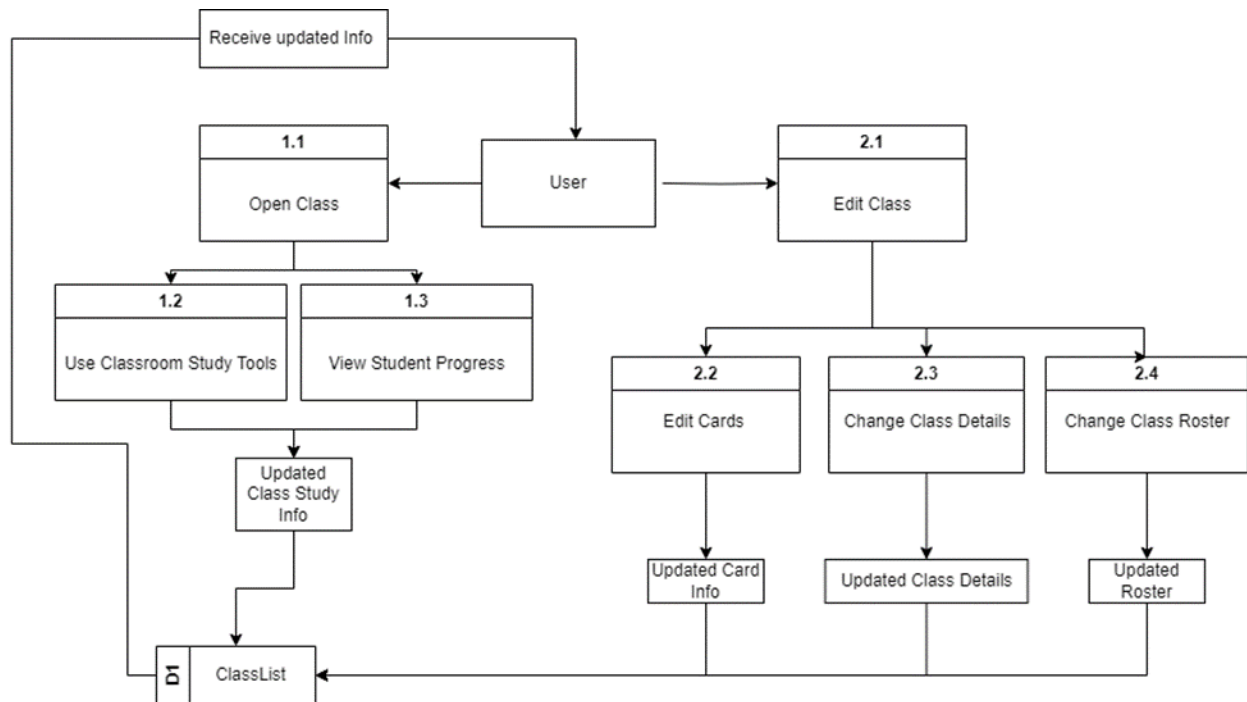 Receive updated Info
1.1
Open Class
User
2.1
Edit Class
1.2
Use Classroom Study Tools
1.3
View Student Progress
2.2
Edit Cards
2.3
Change Class Details
2.4
Change Class Roster
Updated
Class Study
Info
Updated Card
Info
Updated Class Details
Updated
Roster
D1
ClassList